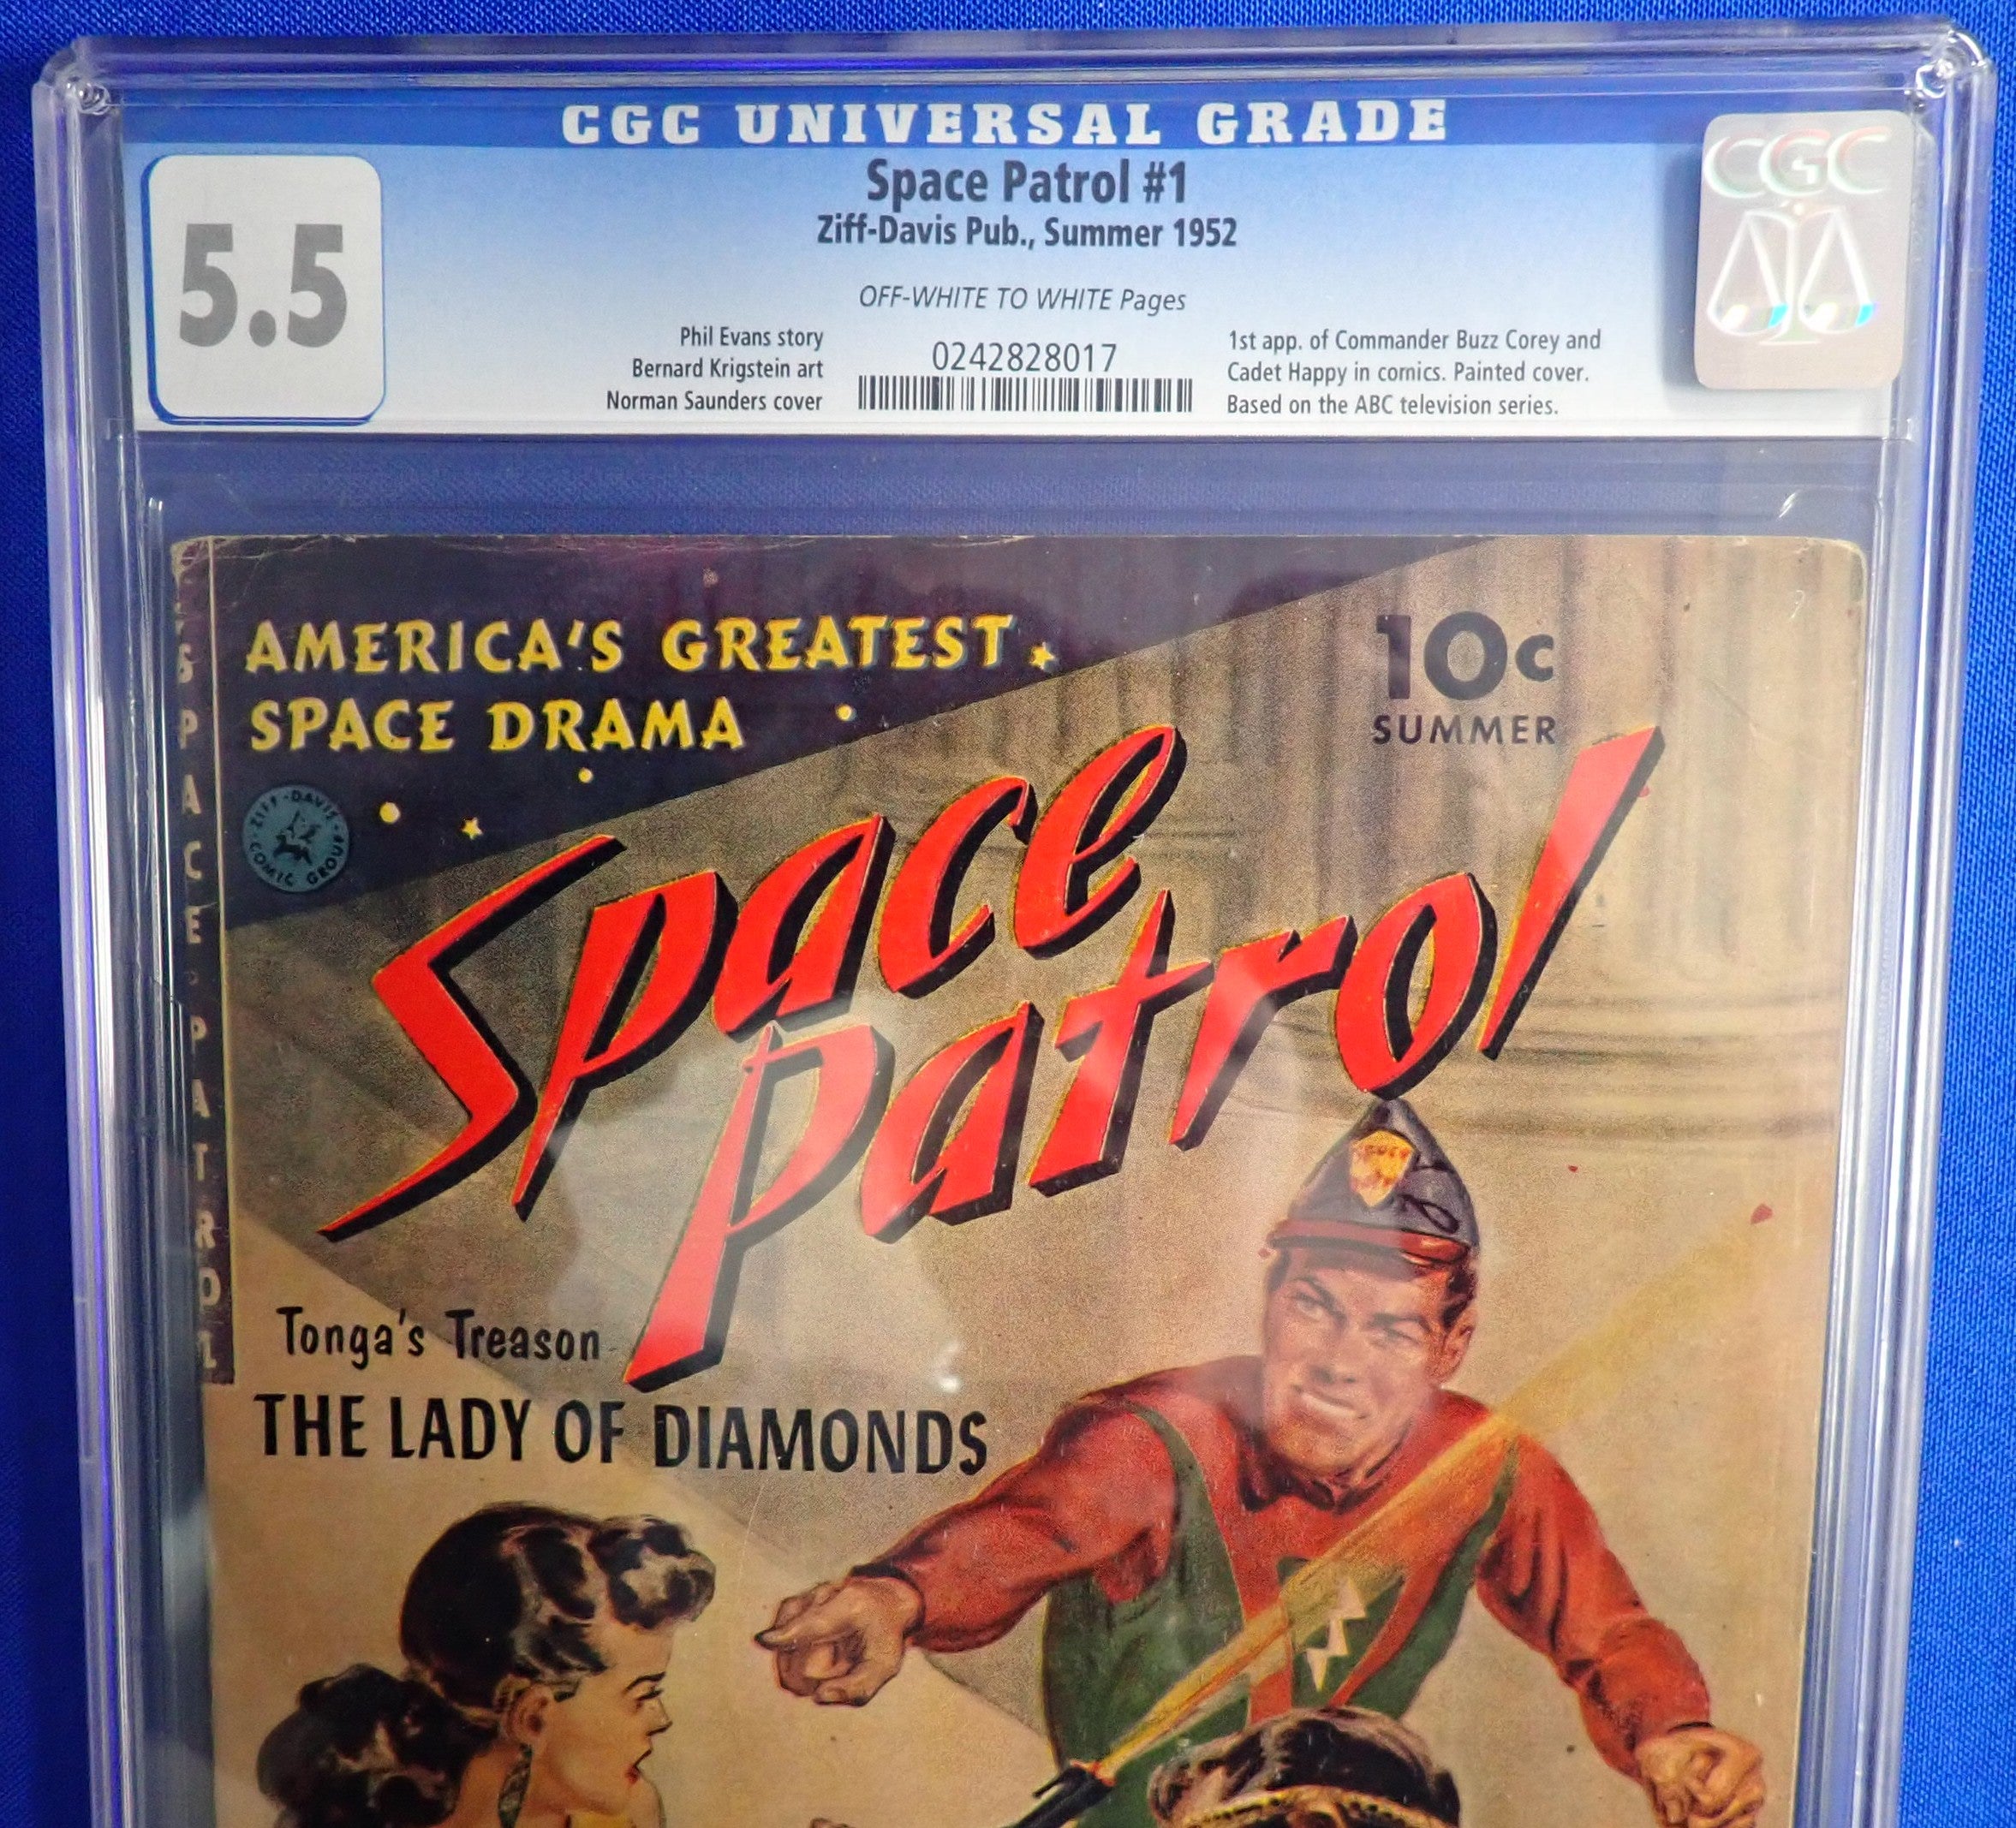 CGC UNIVERSAL GRADE
5.5
Space Patrol #1
Ziff-Davis Pub., Summer 1952
OFF-WHITE TO WHITE Pages
Phil Evans story
Bernard Krigstein art
Norman Saunders cover
0242828017
1st app. of Commander Buzz Corey and
Cadet Happy in comics. Painted cover.
Based on the ABC television series.
CGC
AMERICA'S GREATEST
SPACE DRAMA
10c
SUMMER
ZIFF-DAVIS COMIC GROUP
SPACE PATROL
Space
Patrol
Tonga's Treason
THE LADY OF DIAMONDS